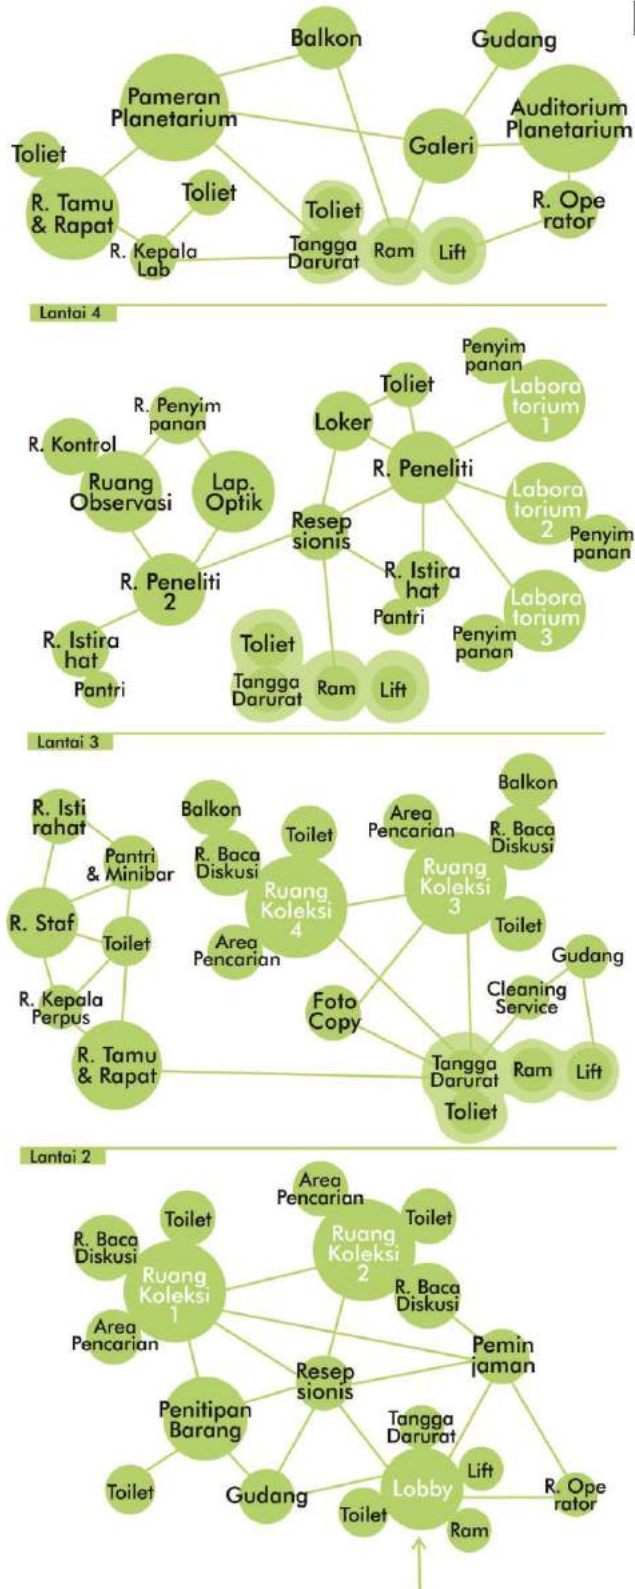 Balkon
Gudang
Pameran
Planetarium
Auditorium
Planetarium
Toliet
Galeri
R. Tamu
& Rapat
Toliet
R. Kepala
Lab
Toliet
Tangga
Darurat
Ram
Lift
R. Ope
rator
Lantai 4
Penyim
panan
Labora
torium
1
R. Penyim
panan
Toliet
Loker
R. Kontrol
Ruang
Observasi
Lap.
Optik
R. Peneliti
Labora
torium
2
Penyim
panan
Resep
sionis
R. Peneliti
2
R. Istira
hat
Pantri
Labora
torium
3
Penyim
panan
R. Istira
hat
Pantri
Toliet
Tangga
Darurat
Ram
Lift
Lantai 3
R. Isti
rahat
Pantri
& Minibar
R. Staf
Toilet
R. Kepala
Perpus
R. Tamu
& Rapat
Balkon
R. Baca
Diskusi
Toilet
Ruang
Koleksi
4
Area
Pencarian
Area
Pencarian
Ruang
Koleksi
3
Balkon
R. Baca
Diskusi
Toilet
Gudang
Cleaning
Service
Foto
Copy
Tangga
Darurat
Ram
Lift
Toliet
Lantai 2
Area
Pencarian
Toilet
R. Baca
Diskusi
Ruang
Koleksi
1
Area
Pencarian
Ruang
Koleksi
2
Toilet
R. Baca
Diskusi
Pemin
jaman
Resep
sionis
Penitipan
Barang
Tangga
Darurat
Toilet
Gudang
Lobby
Lift
Toilet
Ram
R. Ope
rator